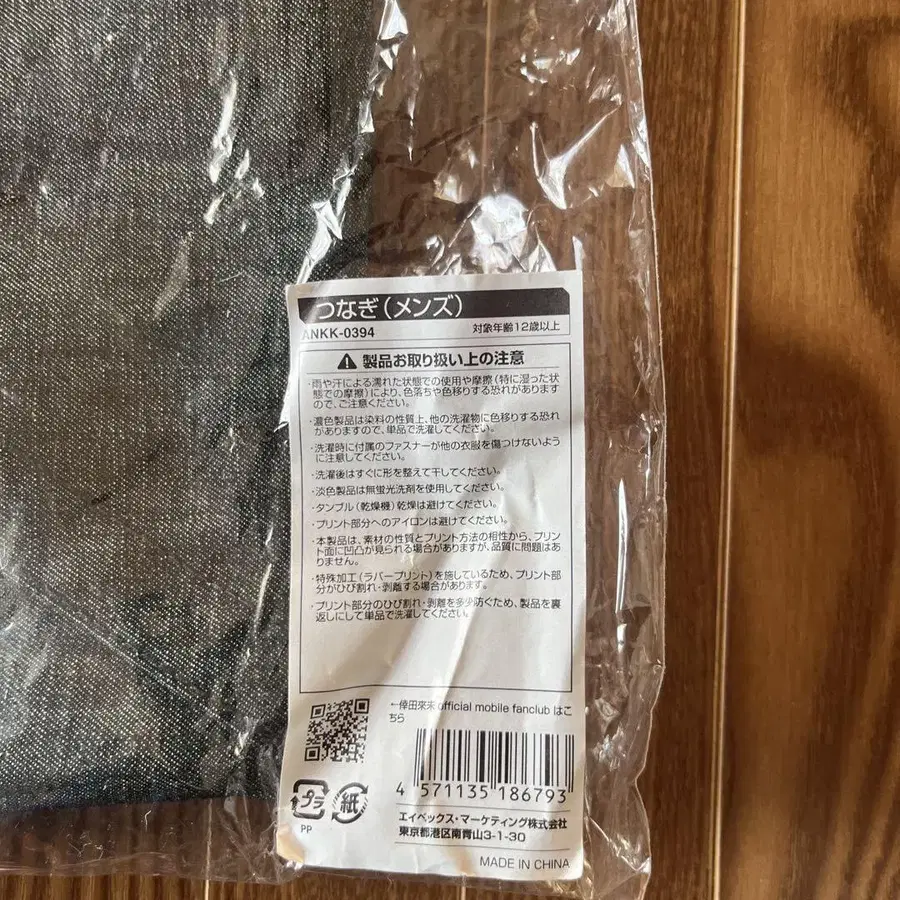 つなぎ(メンズ)
ANKK-0394
対象年齢12歳以上
製品お取り扱い上の注意
・雨や汗による濡れた状態での使用や摩擦(特に湿った状
態での摩擦)により、色落ちや色移りする恐れがあります
ので、ご注意ください。
・濃色製品は染料の性質上、他の洗濯物に色移りする恐れ
がありますので、単品で洗濯してください。
・洗濯時に付属のファスナーが他の衣服を傷つけないよう
に注意してください。
・洗濯後はすぐに形を整えて干してください。
・淡色製品は無蛍光洗剤を使用してください。
・タンブル(乾燥機)乾燥は避けてください。
・プリント部分へのアイロンは避けてください。
・本製品は、素材の性質とプリント方法の相性から、プリン
ト面に凹凸が見られる場合がありますが、品質に問題はあ
りません。
・特殊加工(ラバープリント)を施しているため、プリント部
分がひび割れ・剥離する場合があります。
・プリント部分のひび割れ・剥離を多少防ぐため、製品を裏
返しにして単品で洗濯してください。
←倖田來未 official mobile fanclub はこ
ちら
4 571135 186793
プラ
紙
PP
エイベックス・マーケティング株式会社
東京都港区南青山3-1-30
MADE IN CHINA